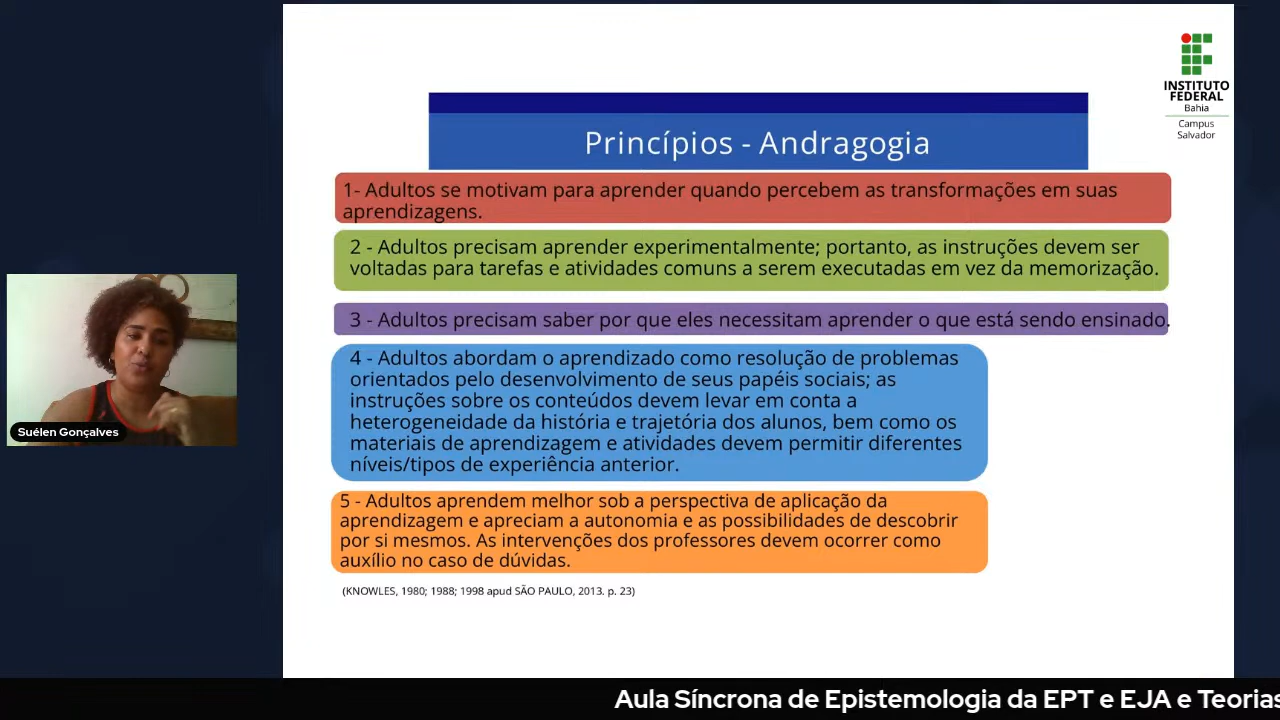 INSTITUTO
FEDERAL
Bahia
Campus
Salvador
Princípios - Andragogia
1- Adultos se motivam para aprender quando percebem as transformações em suas
aprendizagens.
2 - Adultos precisam aprender experimentalmente; portanto, as instruções devem ser
voltadas para tarefas e atividades comuns a serem executadas em vez da memorização.
3 - Adultos precisam saber por que eles necessitam aprender o que está sendo ensinado.
4 - Adultos abordam o aprendizado como resolução de problemas
orientados pelo desenvolvimento de seus papéis sociais; as
instruções sobre os conteúdos devem levar em conta a
heterogeneidade da história e trajetória dos alunos, bem como os
materiais de aprendizagem e atividades devem permitir diferentes
níveis/tipos de experiência anterior.
5 - Adultos aprendem melhor sob a perspectiva de aplicação da
aprendizagem e apreciam a autonomia e as possibilidades de descobrir
por si mesmos. As intervenções dos professores devem ocorrer como
auxílio no caso de dúvidas.
(KNOWLES, 1980; 1988; 1998 apud SÃO PAULO, 2013. p. 23)
Suélen Gonçalves
Aula Síncrona de Epistemologia da EPT e EJA e Teorias